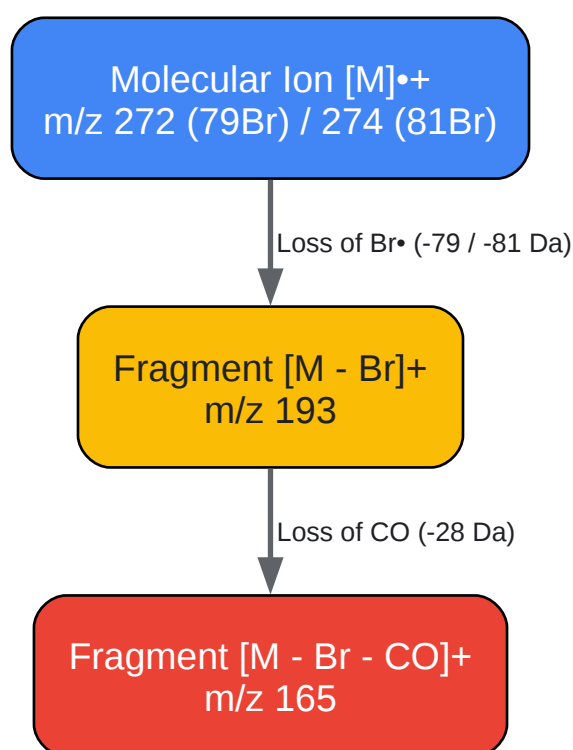 Molecular Ion [M]•+
m/z 272 (79Br) / 274 (81Br)
Loss of Br• (-79 / -81 Da)
Fragment [M - Br]+
m/z 193
Loss of CO (-28 Da)
Fragment [M - Br - CO]+
m/z 165